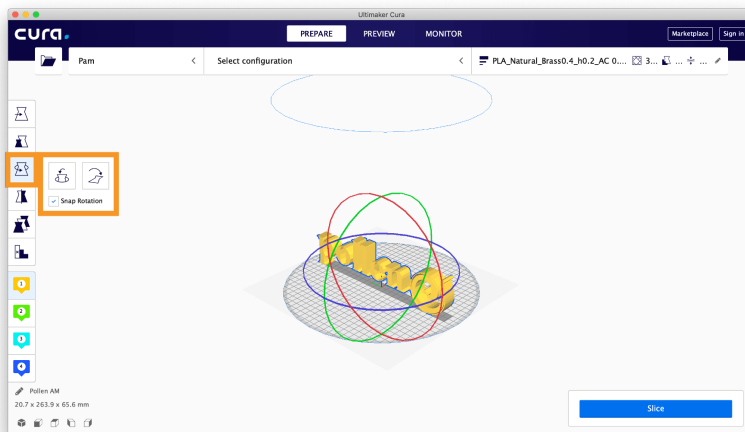 Ultimaker Cura
cura.
PREPARE PREVIEW MONITOR
Marketplace Sign in
Pam < Select configuration < PLA_Natural_Brass0.4_h0.2_AC 0.... 3... ... ...
Snap Rotation
1
2
3
4
Pollen AM
20.7 x 263.9 x 65.6 mm
Slice